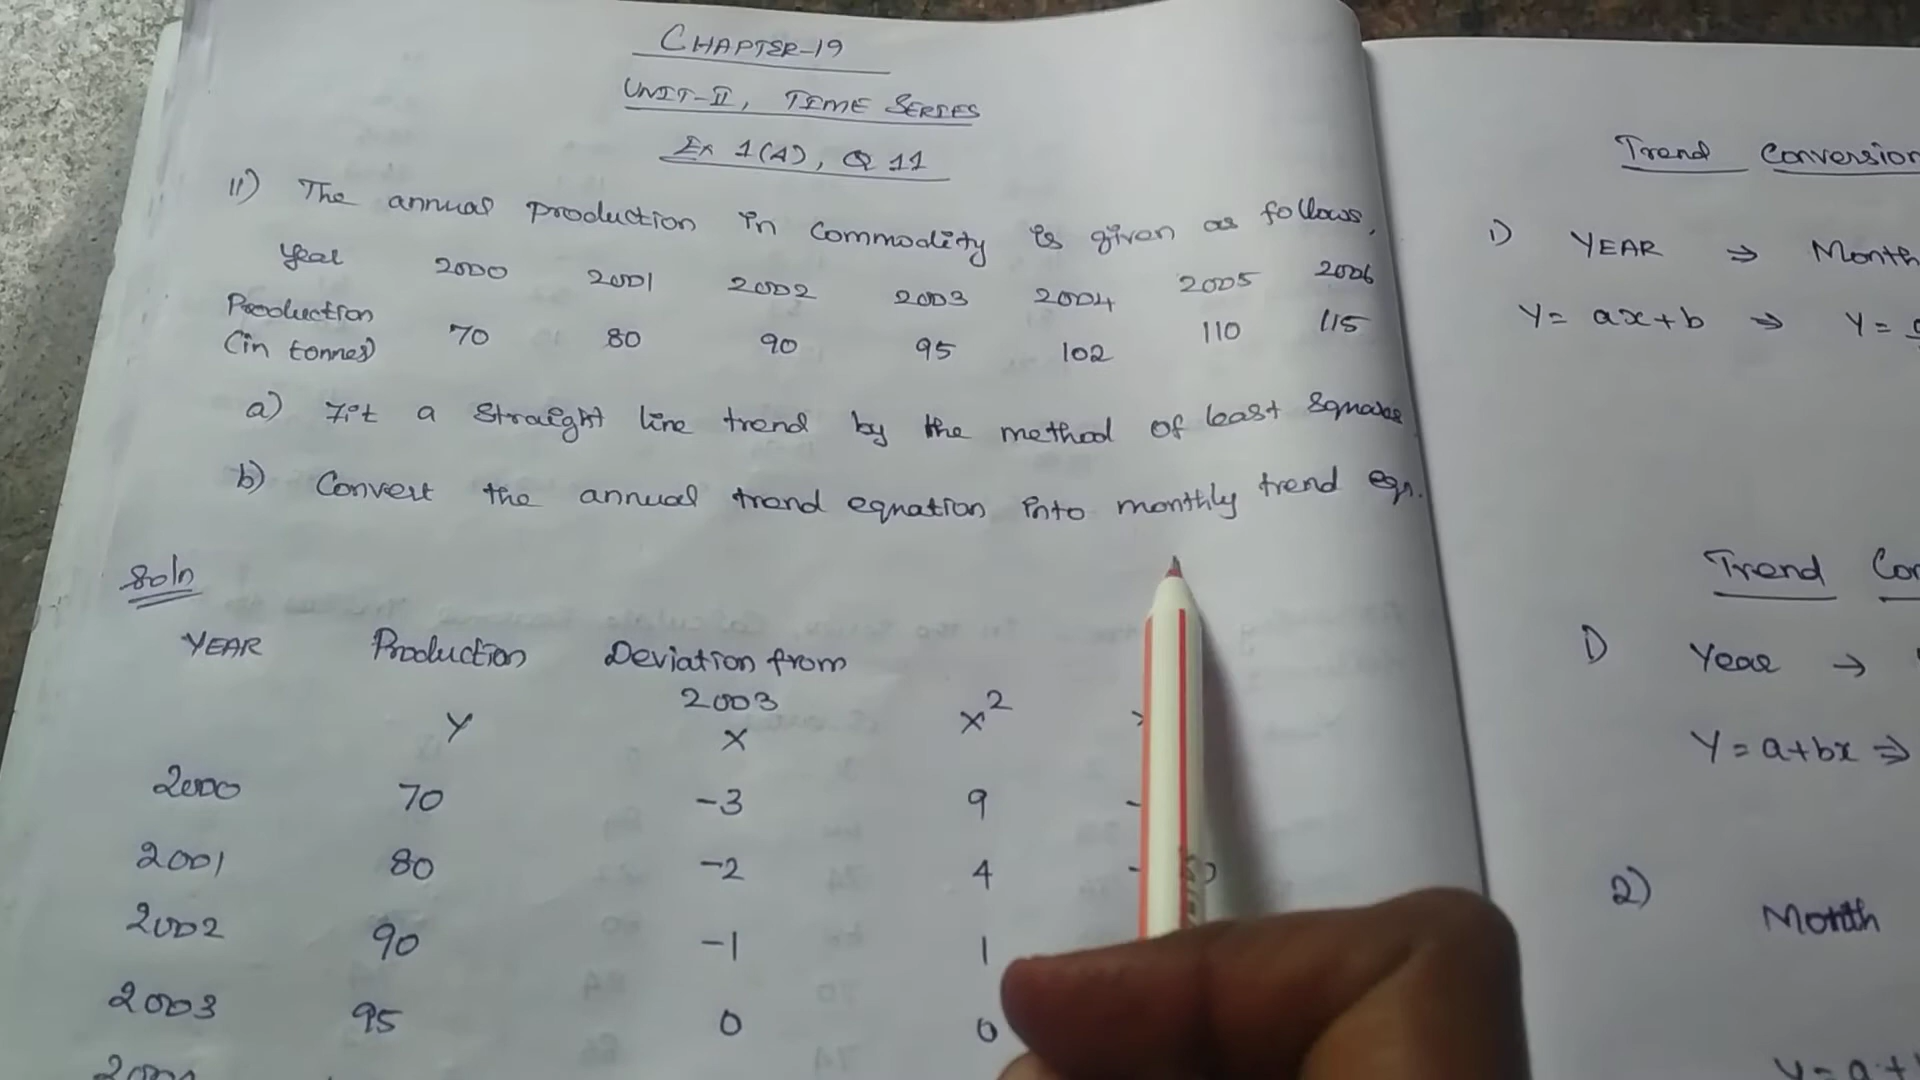 CHAPTER-19
UNIT-II, TIME SERIES
Ex 1(A), Q 11
11) The annual production in commodity is given as follows,
Year 2000 2001 2002 2003 2004 2005 2006
Production
(in tonnes) 70 80 90 95 102 110 115
a) Fit a straight line trend by the method of least squares
b) Convert the annual trend equation into monthly trend eqn.
Soln
YEAR Production Deviation from
2003
Y X X²
2000 70 -3 9 -
2001 80 -2 4 -
2002 90 -1 1
2003 95 0 0
Trend Conversion
1) YEAR ⇒ Month
Y = ax+b ⇒ Y =
Trend
1) Year →
Y = a+bx ⇒
2) Month
Y = a+